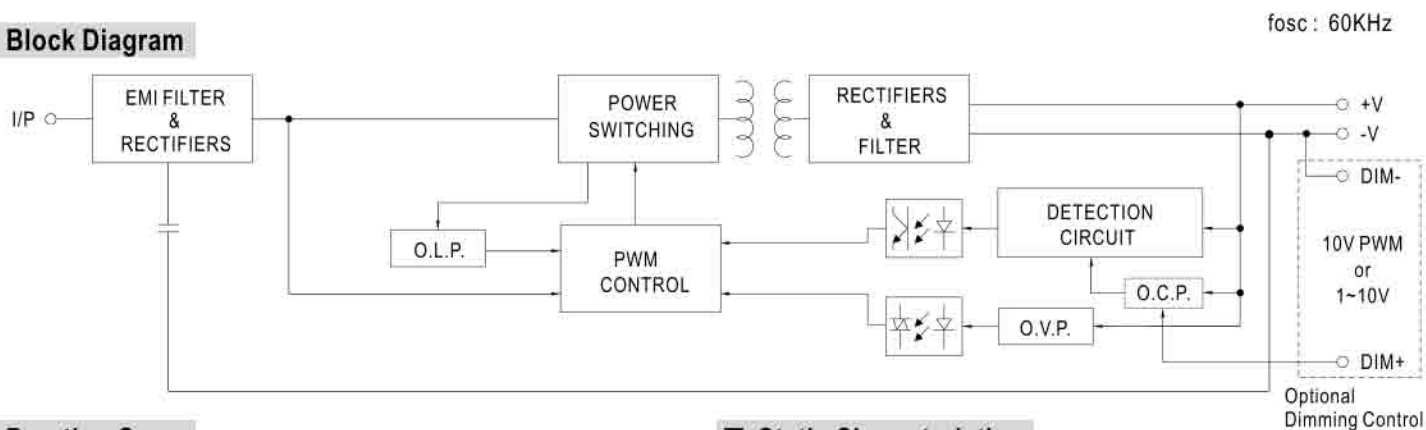 fosc : 60KHz
Block Diagram
I/P
EMI FILTER
&
RECTIFIERS
POWER
SWITCHING
RECTIFIERS
&
FILTER
+V
-V
DIM-
DETECTION
CIRCUIT
O.L.P.
PWM
CONTROL
10V PWM
or
1~10V
O.C.P.
O.V.P.
DIM+
Optional
Dimming Control